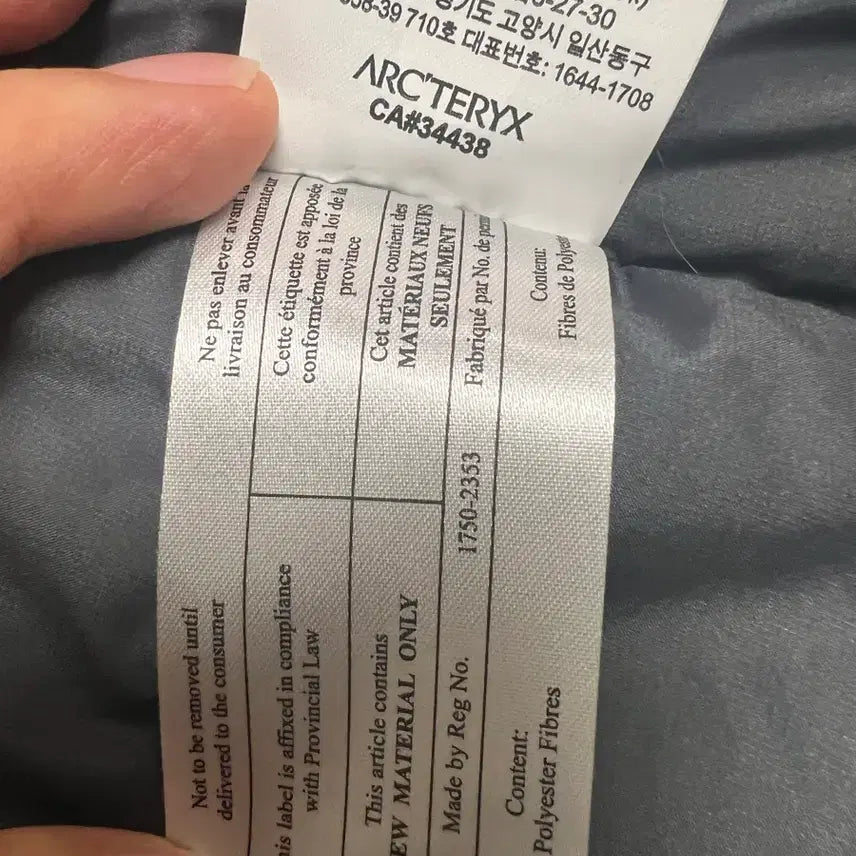 -27-30
경기도 고양시 일산동구
710호 대표번호: 1644-1708
ARC'TERYX
CA#34438
Ne pas enlever avant la
livraison au consommateur
Cette étiquette est apposée
conformément à la loi de la
province
Cet article contient des
MATÉRIAUX NEUFS
SEULEMENT
Fabriqué par No. de
Contenu:
Fibres de
Not to be removed until
delivered to the consumer
label is affixed in compliance
with Provincial Law
This article contains
MATERIAL ONLY
Made by Reg No. 1750-2353
Content:
Polyester Fibres